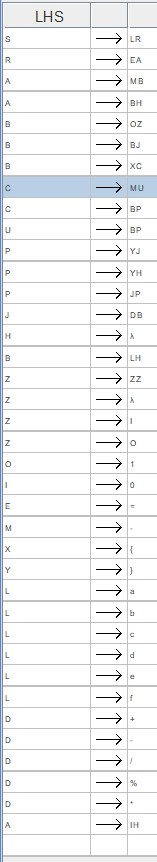 LHS
S → LR
R → EA
A → MB
A → BH
B → OZ
B → BJ
B → XC
C → MU
C → BP
U → BP
P → YJ
P → YH
P → JP
J → DB
H → λ
B → LH
Z → ZZ
Z → λ
Z → I
Z → O
O → 1
I → 0
E → =
M → -
X → {
Y → }
L → a
L → b
L → c
L → d
L → e
L → f
D → +
D → -
D → /
D → %
D → *
A → IH